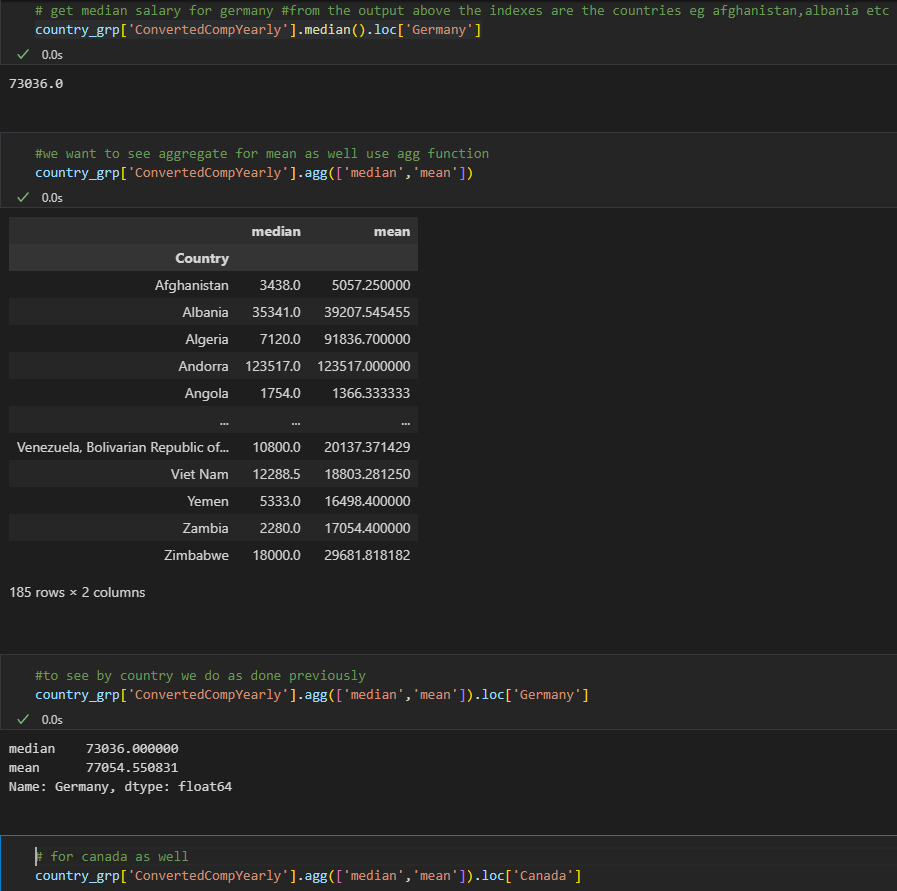 # get median salary for germany #from the output above the indexes are the countries eg afghanistan,albania etc
country_grp['ConvertedCompYearly'].median().loc['Germany']
0.0s
73036.0
#we want to see aggregate for mean as well use agg function
country_grp['ConvertedCompYearly'].agg(['median','mean'])
0.0s
median mean
Country
Afghanistan 3438.0 5057.250000
Albania 35341.0 39207.545455
Algeria 7120.0 91836.700000
Andorra 123517.0 123517.000000
Angola 1754.0 1366.333333
... ... ...
Venezuela, Bolivarian Republic of... 10800.0 20137.371429
Viet Nam 12288.5 18803.281250
Yemen 5333.0 16498.400000
Zambia 2280.0 17054.400000
Zimbabwe 18000.0 29681.818182
185 rows × 2 columns
#to see by country we do as done previously
country_grp['ConvertedCompYearly'].agg(['median','mean']).loc['Germany']
0.0s
median 73036.000000
mean 77054.550831
Name: Germany, dtype: float64
# for canada as well
country_grp['ConvertedCompYearly'].agg(['median','mean']).loc['Canada']